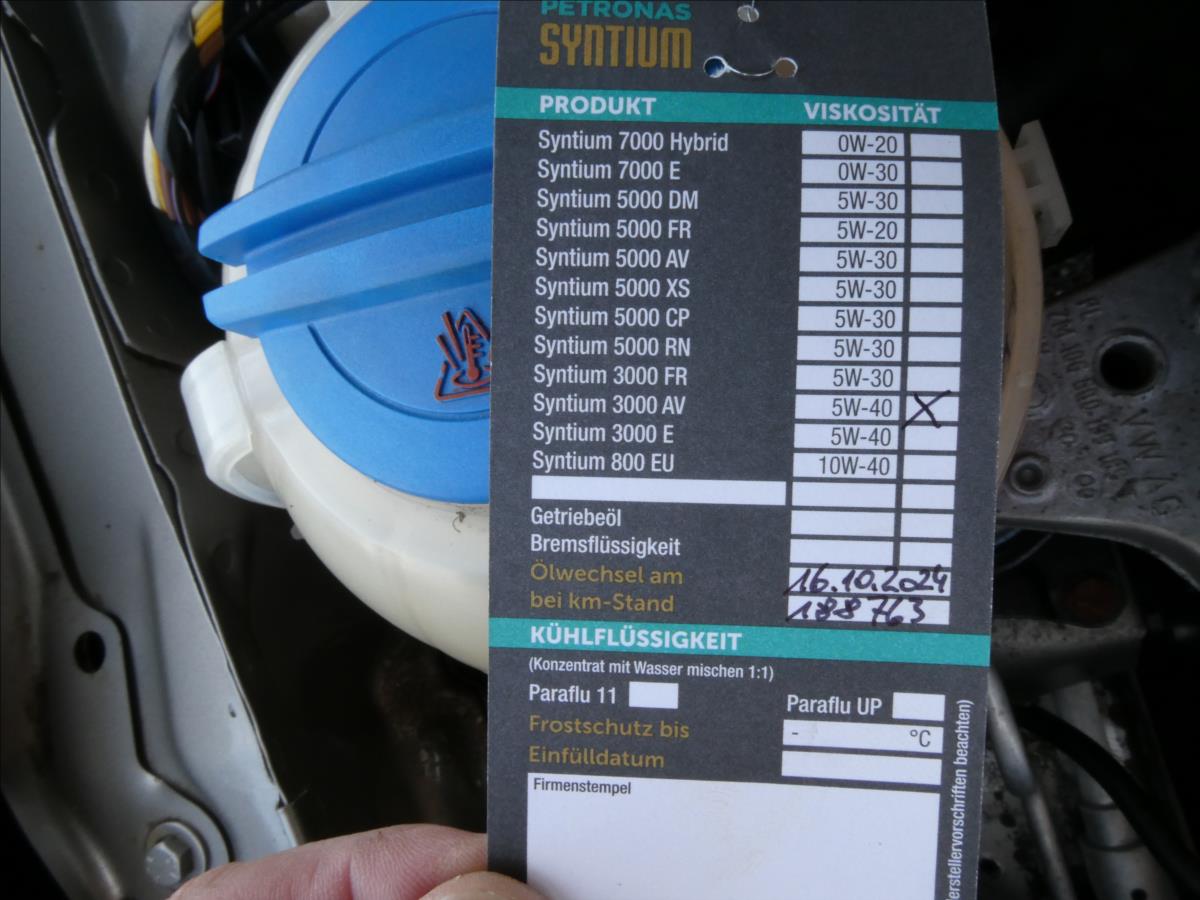 PETRONAS
SYNTIUM
PRODUKT VISKOSITÄT
Syntium 7000 Hybrid 0W-20
Syntium 7000 E 0W-30
Syntium 5000 DM 5W-30
Syntium 5000 FR 5W-20
Syntium 5000 AV 5W-30
Syntium 5000 XS 5W-30
Syntium 5000 CP 5W-30
Syntium 5000 RN 5W-30
Syntium 3000 FR 5W-30
Syntium 3000 AV 5W-40 X
Syntium 3000 E 5W-40
Syntium 800 EU 10W-40
Getriebeöl
Bremsflüssigkeit
Ölwechsel am 16.10.2024
bei km-Stand 188763
KÜHLFLÜSSIGKEIT
(Konzentrat mit Wasser mischen 1:1)
Paraflu 11 Paraflu UP
Frostschutz bis - °C
Einfülldatum
Firmenstempel
erstellervorschriften beachten)